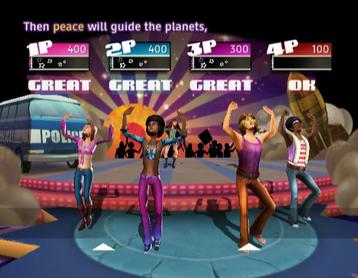 Then peace will guide the planets,
1P 400 2P 400 3P 300 4P 100
GREAT GREAT GREAT OK
POLICE